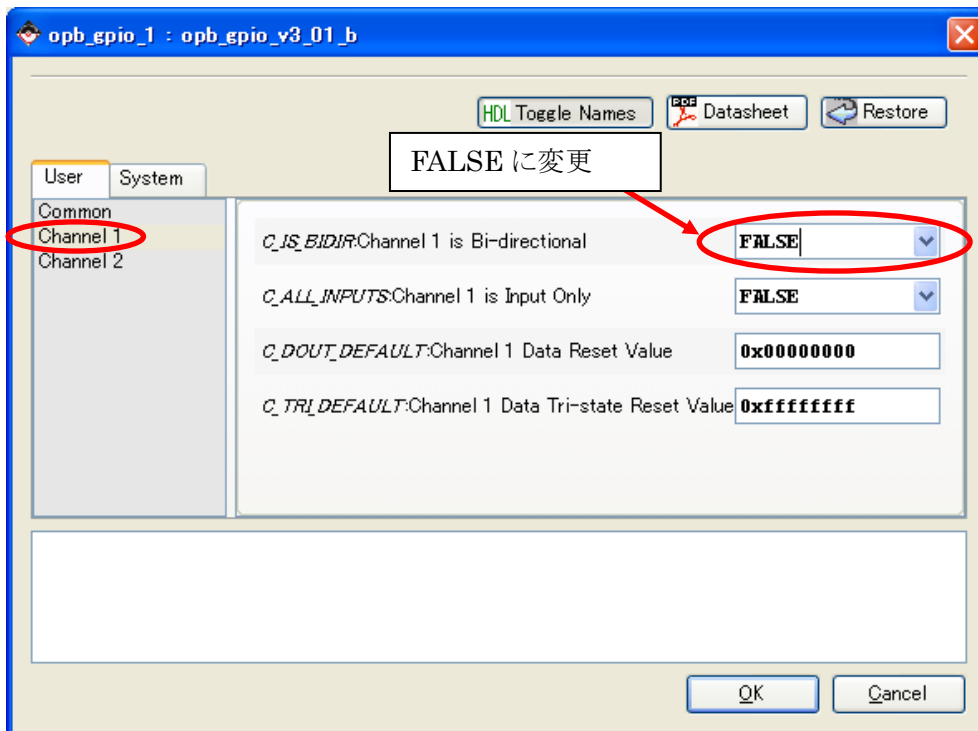 opb_gpio_1 : opb_gpio_v3_01_b
HDL Toggle Names
PDF Datasheet
Restore
FALSE に変更
User
System
Common
Channel 1
Channel 2
C_IS_BIDIR:Channel 1 is Bi-directional
FALSE
C_ALL_INPUTS:Channel 1 is Input Only
FALSE
C_DOUT_DEFAULT:Channel 1 Data Reset Value
0x00000000
C_TRI_DEFAULT:Channel 1 Data Tri-state Reset Value
0xffffffff
OK
Cancel